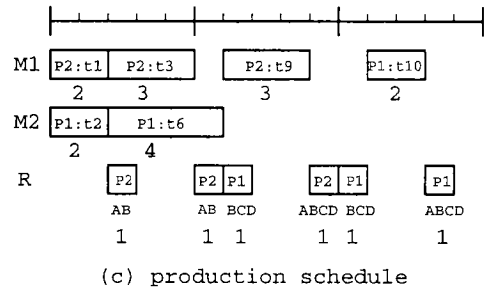 M1 P2:t1 P2:t3 P2:t9 P1:t10
2 3 3 2
M2 P1:t2 P1:t6
2 4
R P2 P2 P1 P2 P1 P1
AB AB BCD ABCD BCD ABCD
1 1 1 1 1 1
(c) production schedule